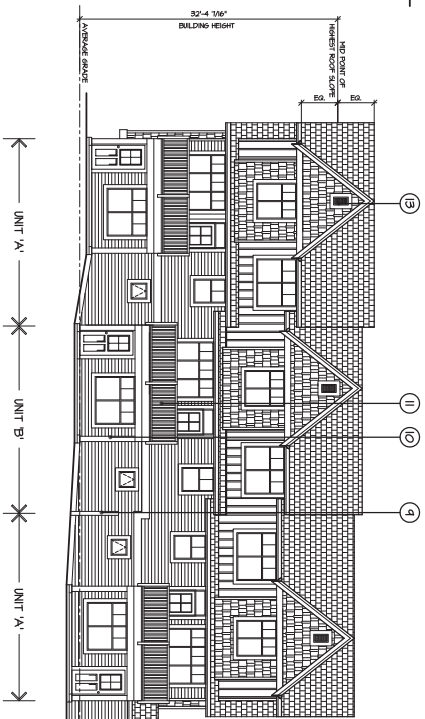 32'-4 7/16"
BUILDING HEIGHT
AVERAGE GRADE
MID POINT OF
HIGHEST ROOF SLOPE
EQ.
EQ.
13
11
10
9
UNIT 'A'
UNIT 'B'
UNIT 'A'